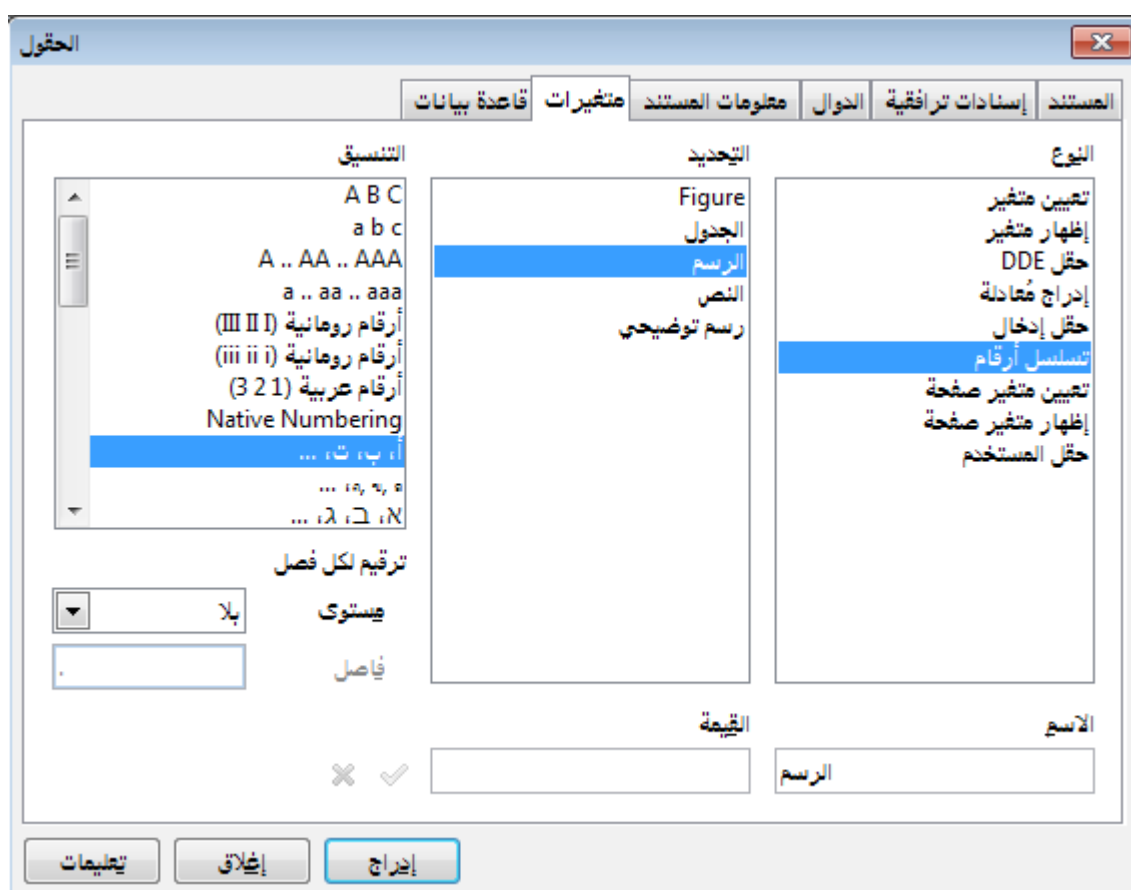 الحقول
المستند
إسنادات ترافقية
الدوال
معلومات المستند
متغيرات
قاعدة بيانات
النوع
تعيين متغير
إظهار متغير
حقل DDE
إدراج مُعادلة
حقل إدخال
تسلسل أرقام
تعيين متغير صفحة
إظهار متغير صفحة
حقل المستخدم
التحديد
Figure
الجدول
الرسم
النص
رسم توضيحي
التنسيق
A B C
a b c
A .. AA .. AAA
a .. aa .. aaa
أرقام رومانية (I II III)
أرقام رومانية (i ii iii)
أرقام عربية (1 2 3)
Native Numbering
أ، ب، ت، ...
א, ב, ג, ...
ترقيم لكل فصل
مستوى
بلا
فاصل
.
الاسم
الرسم
القيمة
إدراج
إغلاق
تعليمات